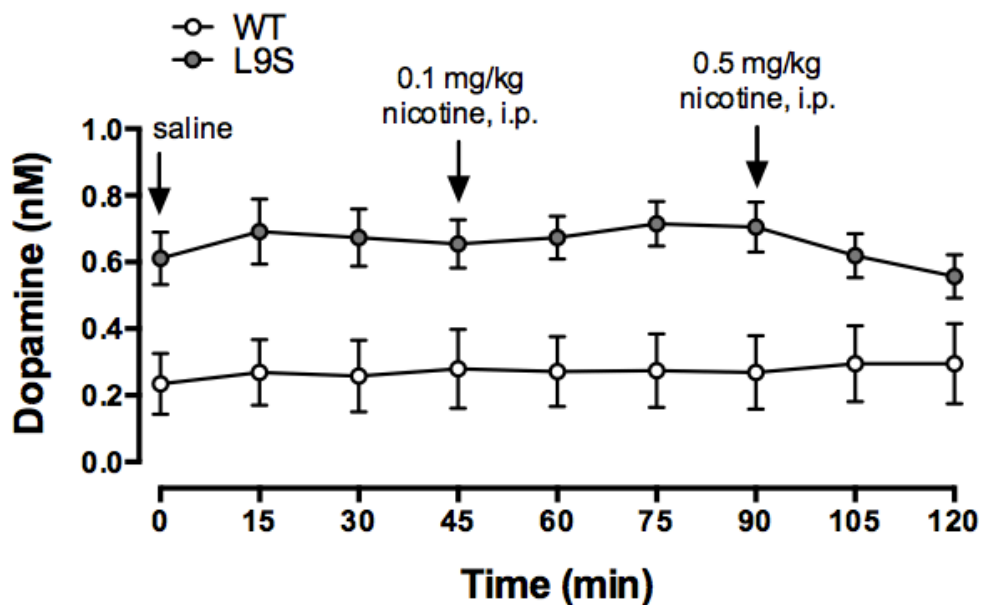 WT
L9S
saline
0.1 mg/kg
nicotine, i.p.
0.5 mg/kg
nicotine, i.p.
Dopamine (nM)
1.0
0.8
0.6
0.4
0.2
0.0
0 15 30 45 60 75 90 105 120
Time (min)